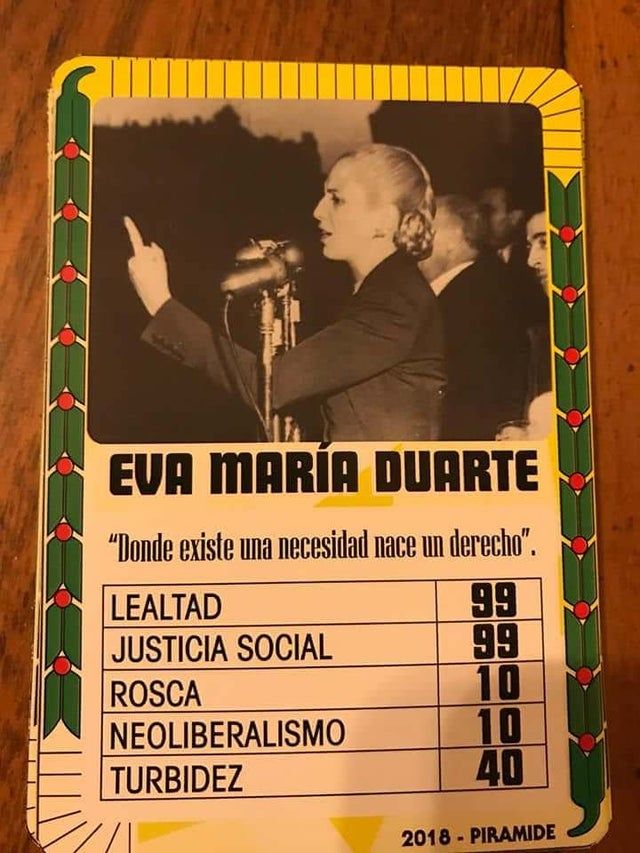 EVA MARÍA DUARTE
“Donde existe una necesidad nace un derecho”.
LEALTAD 99
JUSTICIA SOCIAL 99
ROSCA 10
NEOLIBERALISMO 10
TURBIDEZ 40
2018 - PIRAMIDE